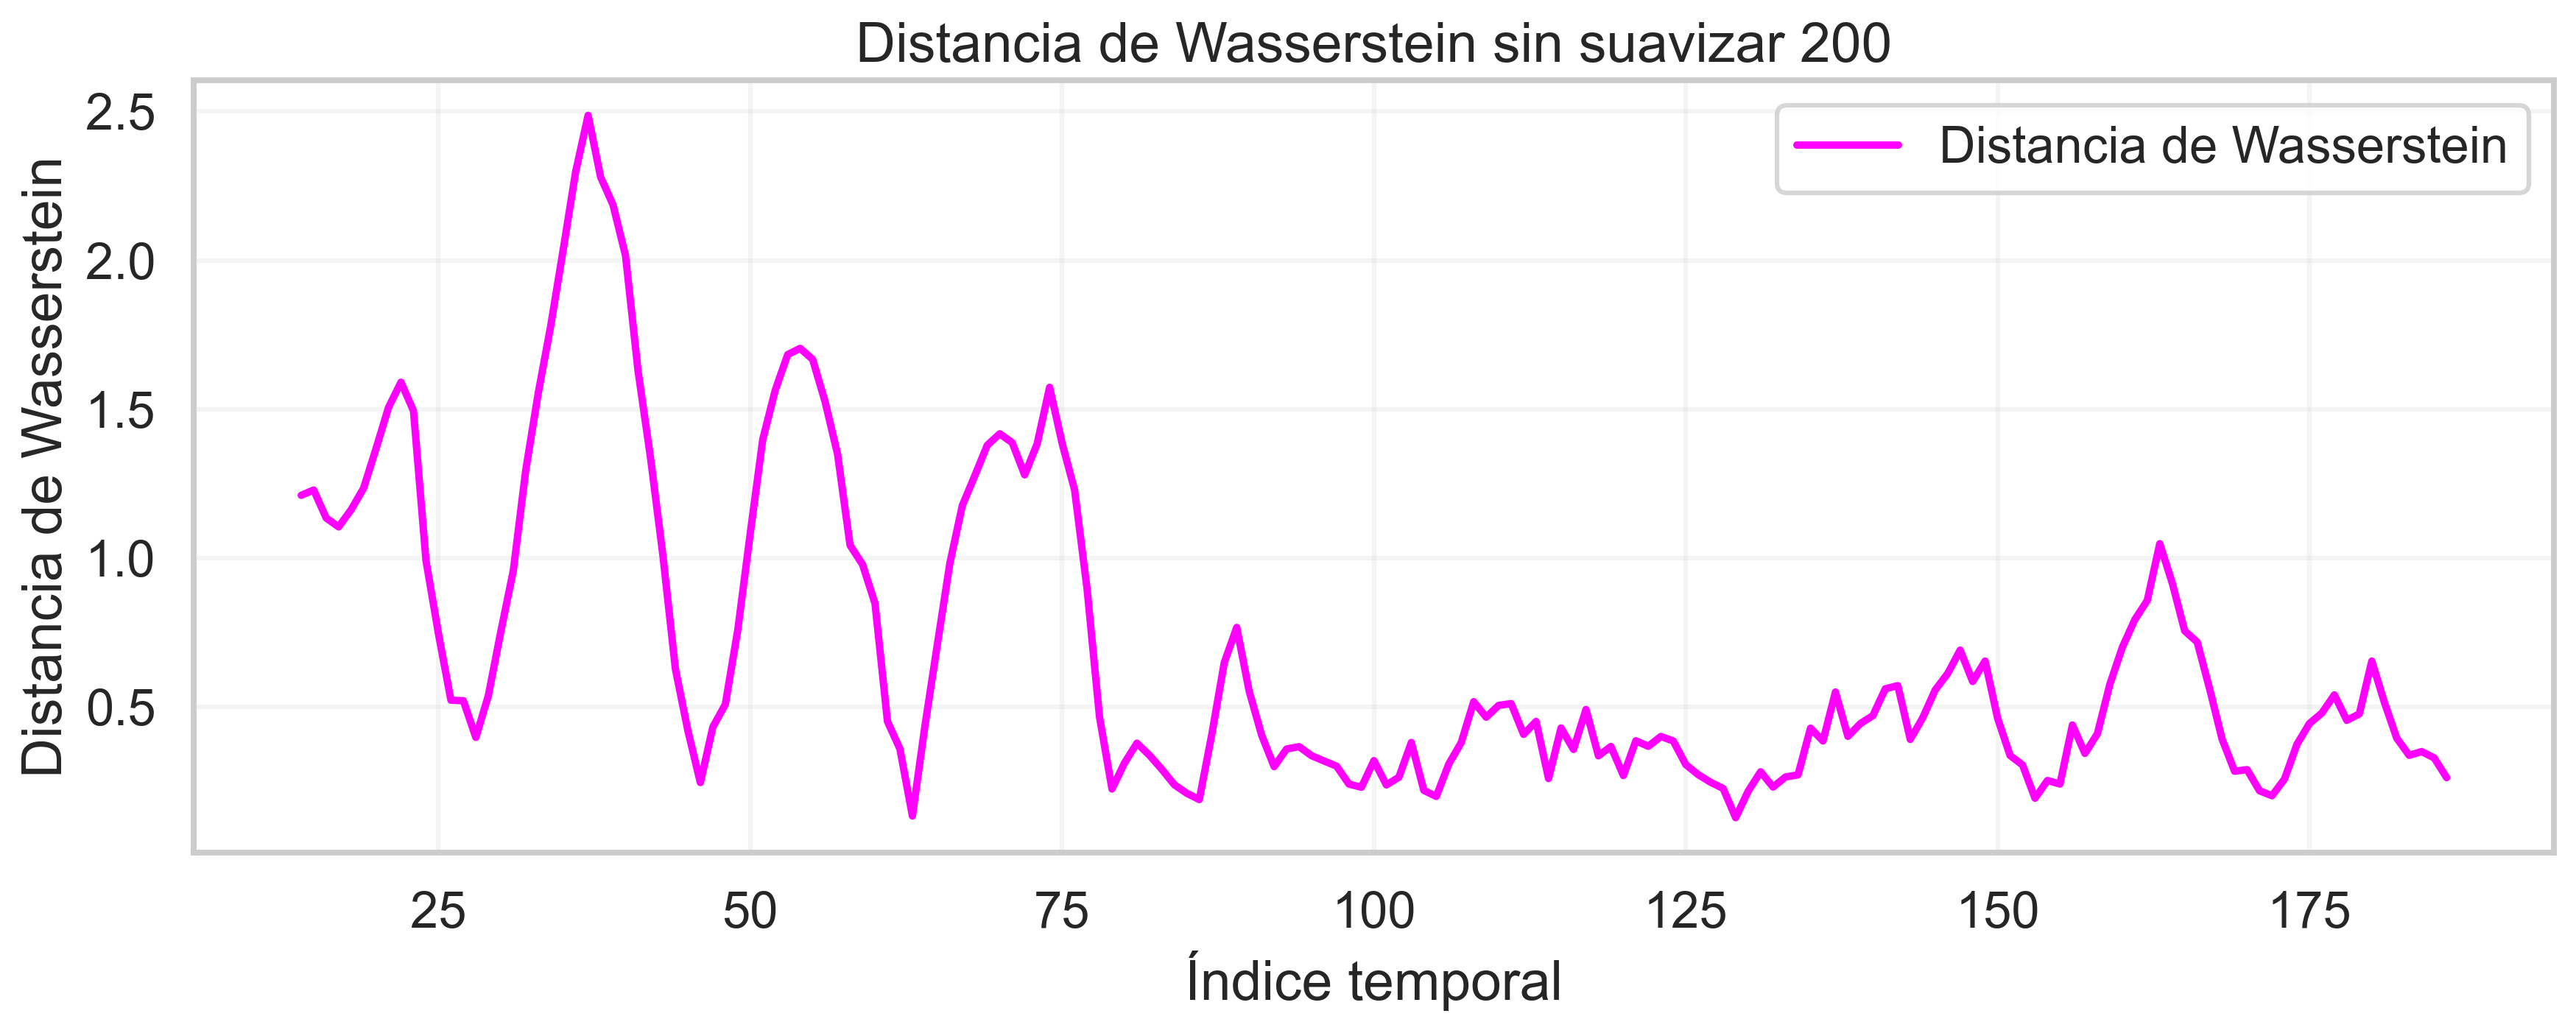 Distancia de Wasserstein sin suavizar 200
Distancia de Wasserstein
2.5
2.0
1.5
1.0
0.5
Distancia de Wasserstein
25 50 75 100 125 150 175
Índice temporal